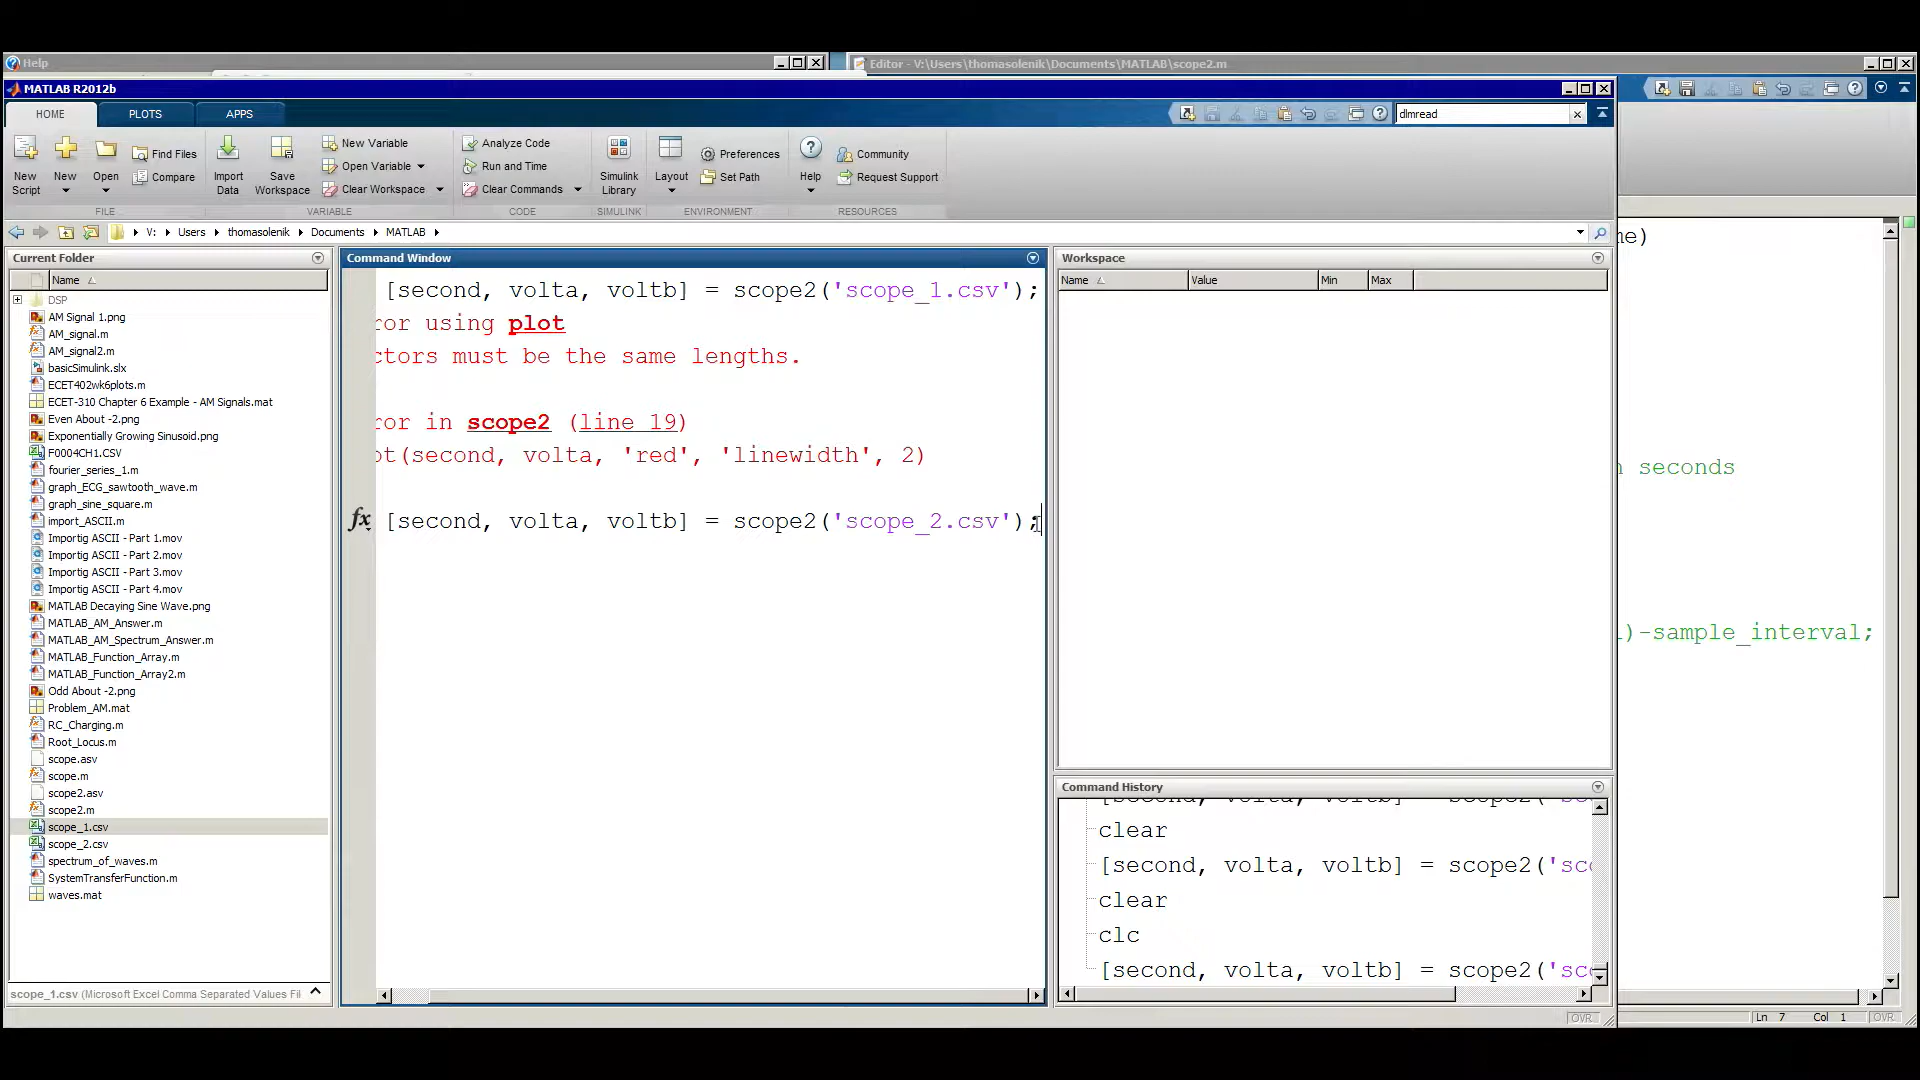 Help
Editor - V:\Users\thomasolenik\Documents\MATLAB\scope2.m
MATLAB R2012b
HOME
PLOTS
APPS
dlmread
New Script
New
Open
Find Files
Compare
Import Data
Save Workspace
New Variable
Open Variable
Clear Workspace
Analyze Code
Run and Time
Clear Commands
Simulink Library
Layout
Preferences
Set Path
Help
Community
Request Support
FILE
VARIABLE
CODE
SIMULINK
ENVIRONMENT
RESOURCES
V:
Users
thomasolenik
Documents
MATLAB
Current Folder
Name
DSP
AM Signal 1.png
AM_signal.m
AM_signal2.m
basicSimulink.slx
ECET402wk6plots.m
ECET-310 Chapter 6 Example - AM Signals.mat
Even About -2.png
Exponentially Growing Sinusoid.png
F0004CH1.CSV
fourier_series_1.m
graph_ECG_sawtooth_wave.m
graph_sine_square.m
import_ASCII.m
Importig ASCII - Part 1.mov
Importig ASCII - Part 2.mov
Importig ASCII - Part 3.mov
Importig ASCII - Part 4.mov
MATLAB Decaying Sine Wave.png
MATLAB_AM_Answer.m
MATLAB_AM_Spectrum_Answer.m
MATLAB_Function_Array.m
MATLAB_Function_Array2.m
Odd About -2.png
Problem_AM.mat
RC_Charging.m
Root_Locus.m
scope.asv
scope.m
scope2.asv
scope2.m
scope_1.csv
scope_2.csv
spectrum_of_waves.m
SystemTransferFunction.m
waves.mat
scope_1.csv (Microsoft Excel Comma Separated Values Fil
Command Window
[second, volta, voltb] = scope2('scope_1.csv');
ror using plot
ctors must be the same lengths.
ror in scope2 (line 19)
ot(second, volta, 'red', 'linewidth', 2)
fx [second, volta, voltb] = scope2('scope_2.csv');
Workspace
Name
Value
Min
Max
Command History
[second, volta, voltb] = scope2('sc
clear
[second, volta, voltb] = scope2('sc
clear
clc
[second, volta, voltb] = scope2('sc
OVR
me)
n seconds
)-sample_interval;
Ln 7 Col 1 OVR